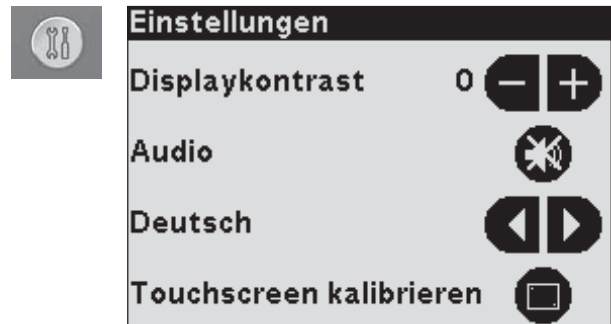 Einstellungen
Displaykontrast 0
Audio
Deutsch
Touchscreen kalibrieren